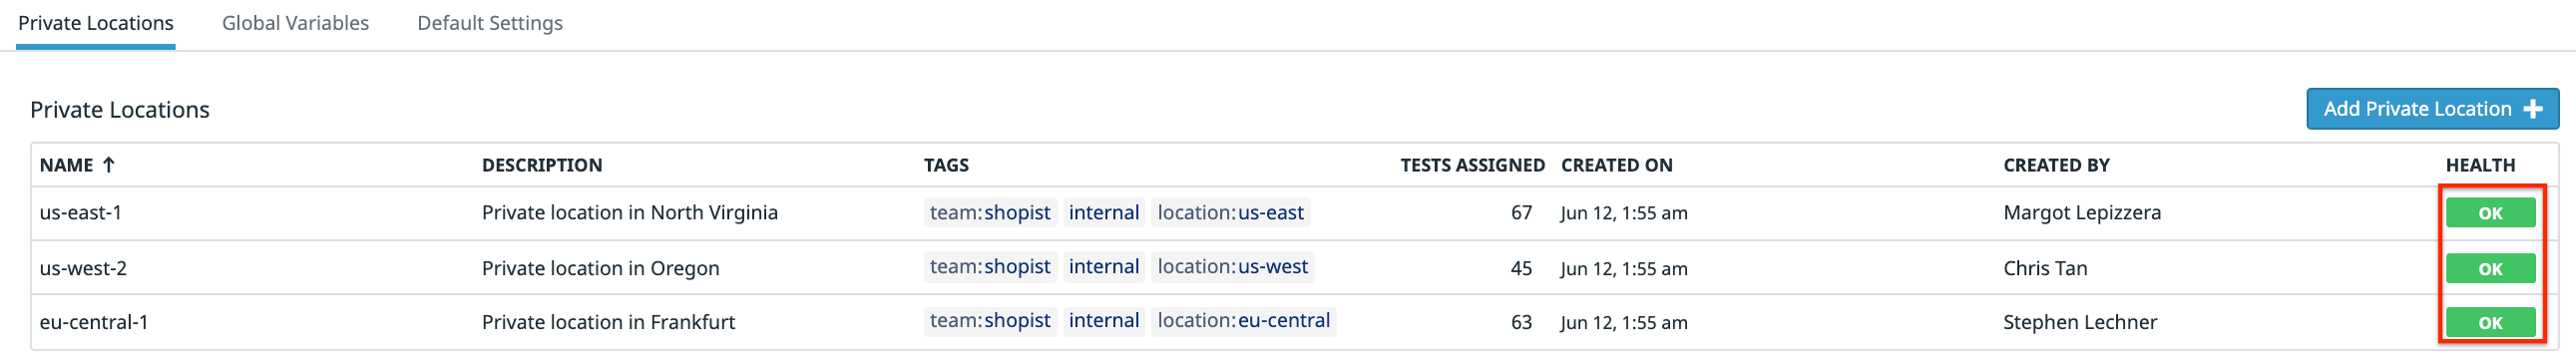 Private Locations Global Variables Default Settings
Private Locations Add Private Location
NAME DESCRIPTION TAGS TESTS ASSIGNED CREATED ON CREATED BY HEALTH
us-east-1 Private location in North Virginia team:shopist internal location:us-east 67 Jun 12, 1:55 am Margot Lepizzera OK
us-west-2 Private location in Oregon team:shopist internal location:us-west 45 Jun 12, 1:55 am Chris Tan OK
eu-central-1 Private location in Frankfurt team:shopist internal location:eu-central 63 Jun 12, 1:55 am Stephen Lechner OK